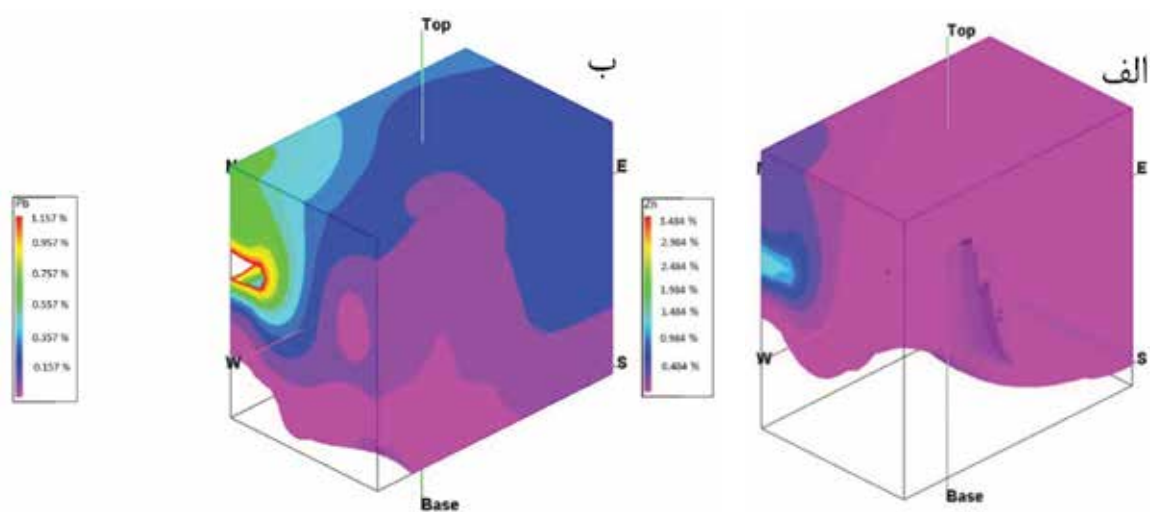 ب
Top
N
E
W
S
Base
Pb
1.157 %
0.957 %
0.757 %
0.557 %
0.357 %
0.157 %
الف
Top
N
E
W
S
Base
Zn
3.484 %
2.984 %
2.484 %
1.984 %
1.484 %
0.984 %
0.484 %